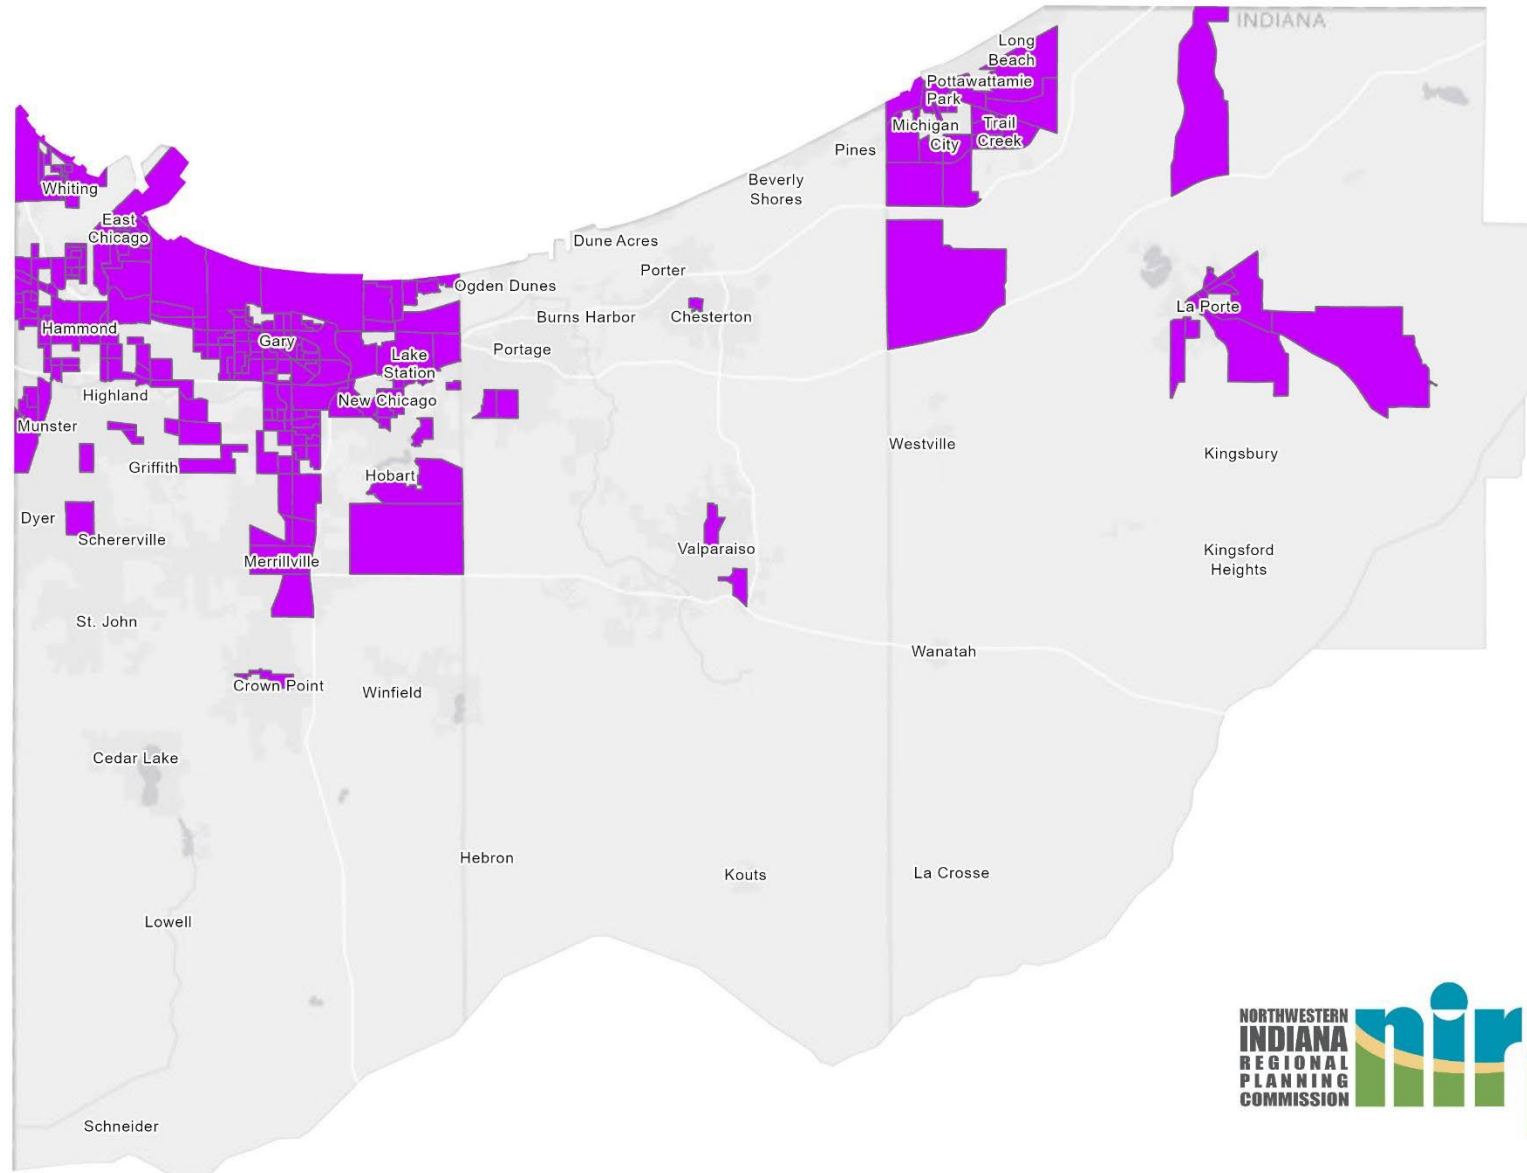 INDIANA
Long
Beach
Pottawattamie
Park
Michigan
City
Trail
Creek
Pines
Beverly
Shores
Whiting
East
Chicago
Dune Acres
Porter
Ogden Dunes
Burns Harbor
Chesterton
La Porte
Hammond
Gary
Lake
Station
Portage
Highland
New Chicago
Munster
Griffith
Hobart
Westville
Kingsbury
Dyer
Schererville
Merrillville
Valparaiso
Kingsford
Heights
St. John
Wanatah
Crown Point
Winfield
Cedar Lake
Hebron
Kouts
La Crosse
Lowell
Schneider
NORTHWESTERN
INDIANA
REGIONAL
PLANNING
COMMISSION
nir